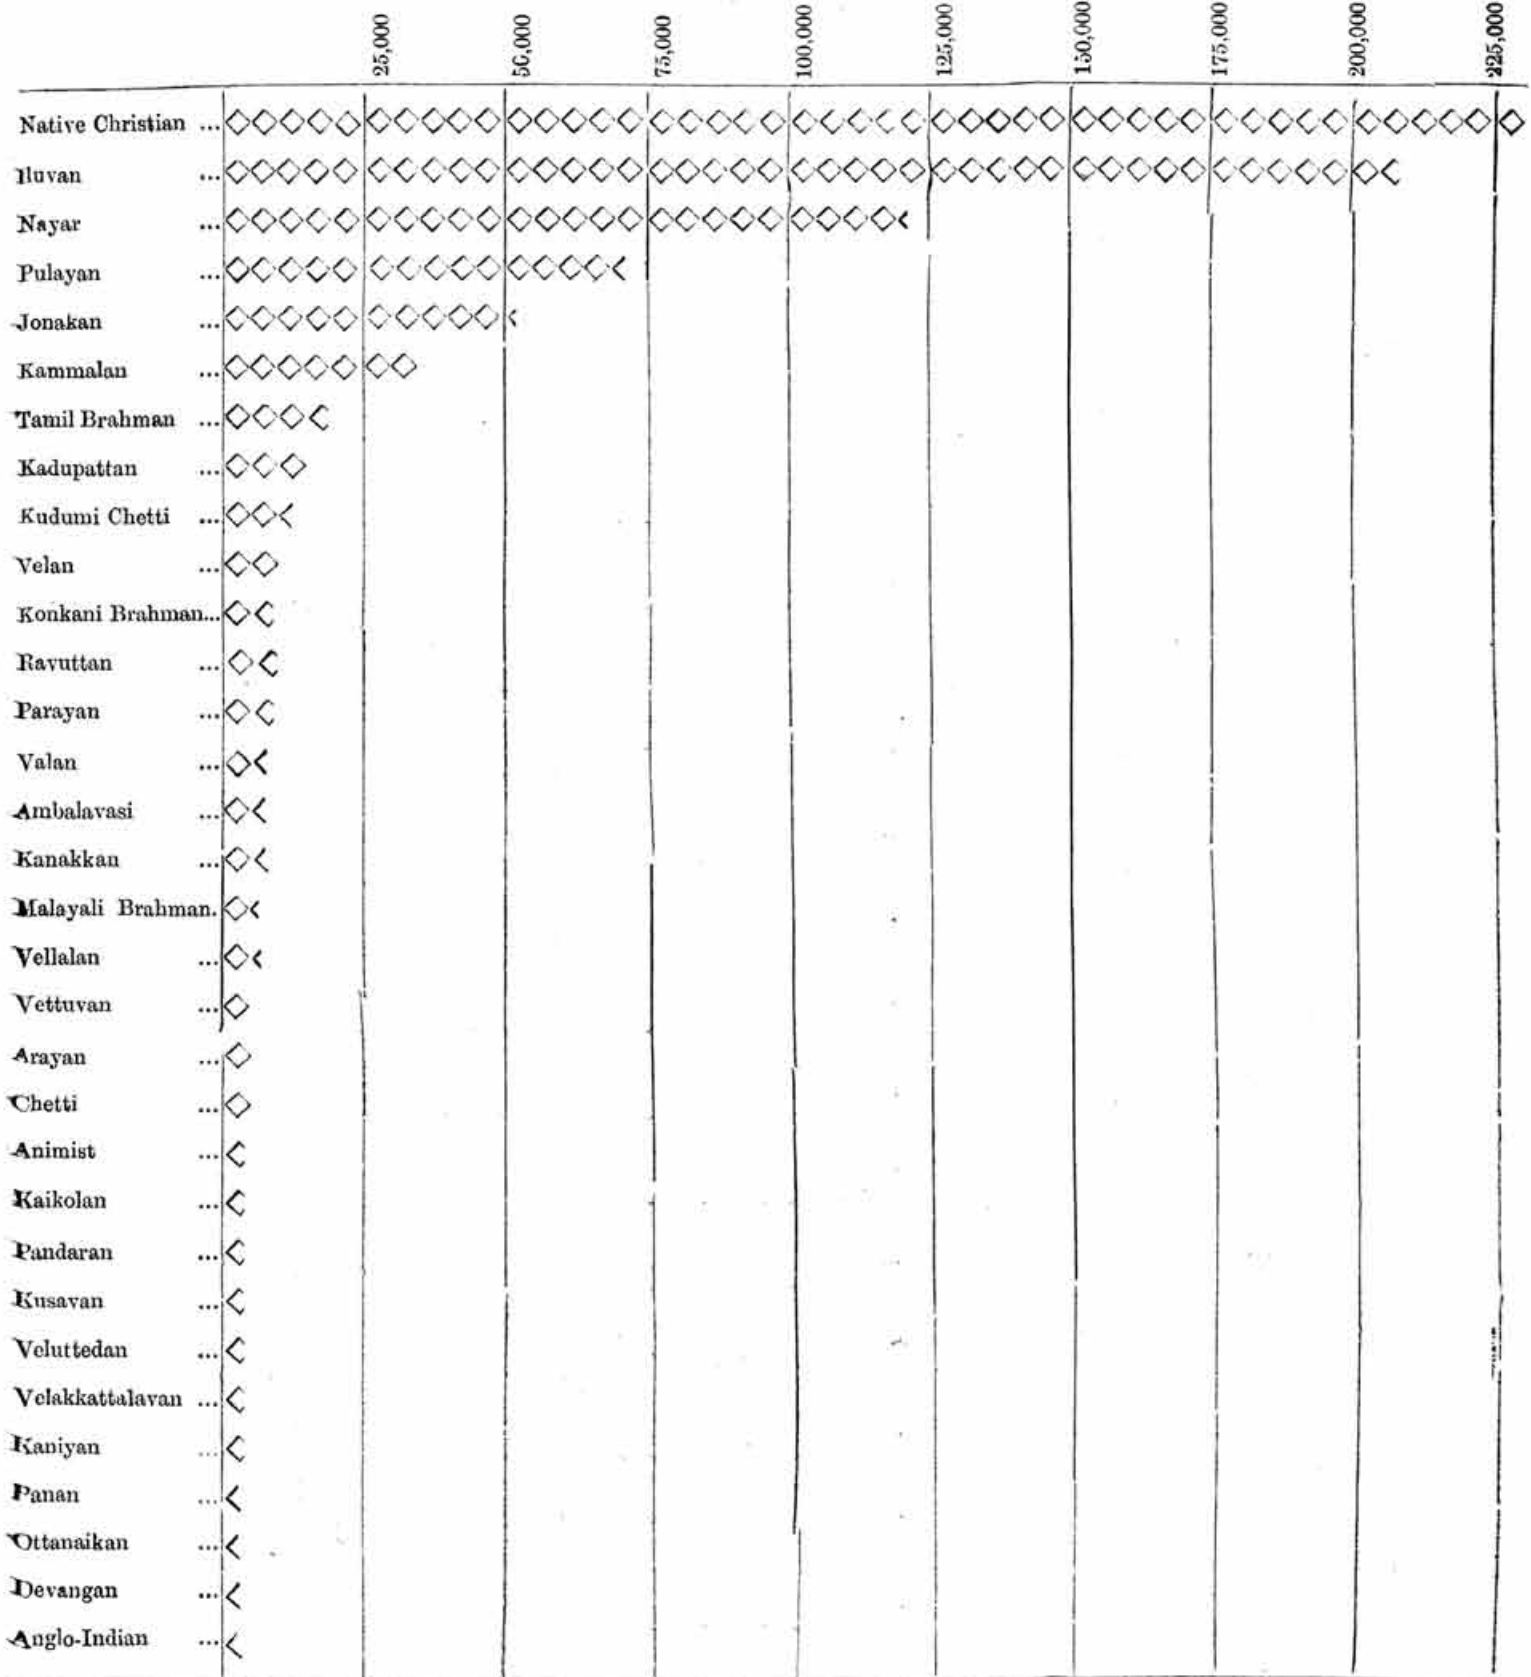 25,000
50,000
75,000
100,000
125,000
150,000
175,000
200,000
225,000
Native Christian ...
Iluvan ...
Nayar ...
Pulayan ...
Jonakan ...
Kammalan ...
Tamil Brahman ...
Kadupattan ...
Kudumi Chetti ...
Velan ...
Konkani Brahman...
Ravuttan ...
Parayan ...
Valan ...
Ambalavasi ...
Kanakkan ...
Malayali Brahman.
Vellalan ...
Vettuvan ...
Arayan ...
Chetti ...
Animist ...
Kaikolan ...
Pandaran ...
Kusavan ...
Veluttedan ...
Velakkattalavan ...
Kaniyan ...
Panan ...
Ottanaikan ...
Devangan ...
Anglo-Indian ...